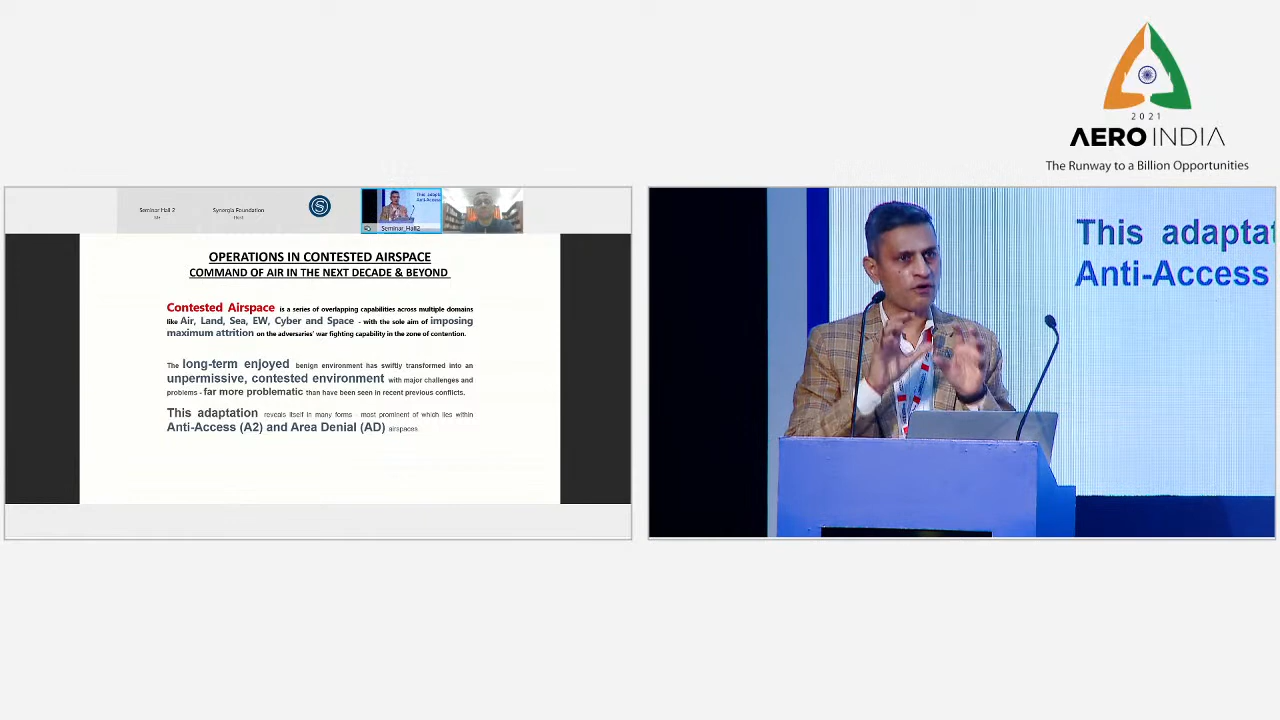 2021
AERO INDIA
The Runway to a Billion Opportunities
Seminar Hall 2
Synergia Foundation
S
Seminar_Hall2
This adapt
Anti-Access
OPERATIONS IN CONTESTED AIRSPACE
COMMAND OF AIR IN THE NEXT DECADE & BEYOND
Contested Airspace is a series of overlapping capabilities across multiple domains
like Air, Land, Sea, EW, Cyber and Space - with the sole aim of imposing
maximum attrition on the adversaries' war fighting capability in the zone of contention.
The long-term enjoyed benign environment has swiftly transformed into an
unpermissive, contested environment with major challenges and
problems - far more problematic than have been seen in recent previous conflicts.
This adaptation reveals itself in many forms - most prominent of which lies within
Anti-Access (A2) and Area Denial (AD) airspaces
This adaptat
Anti-Access